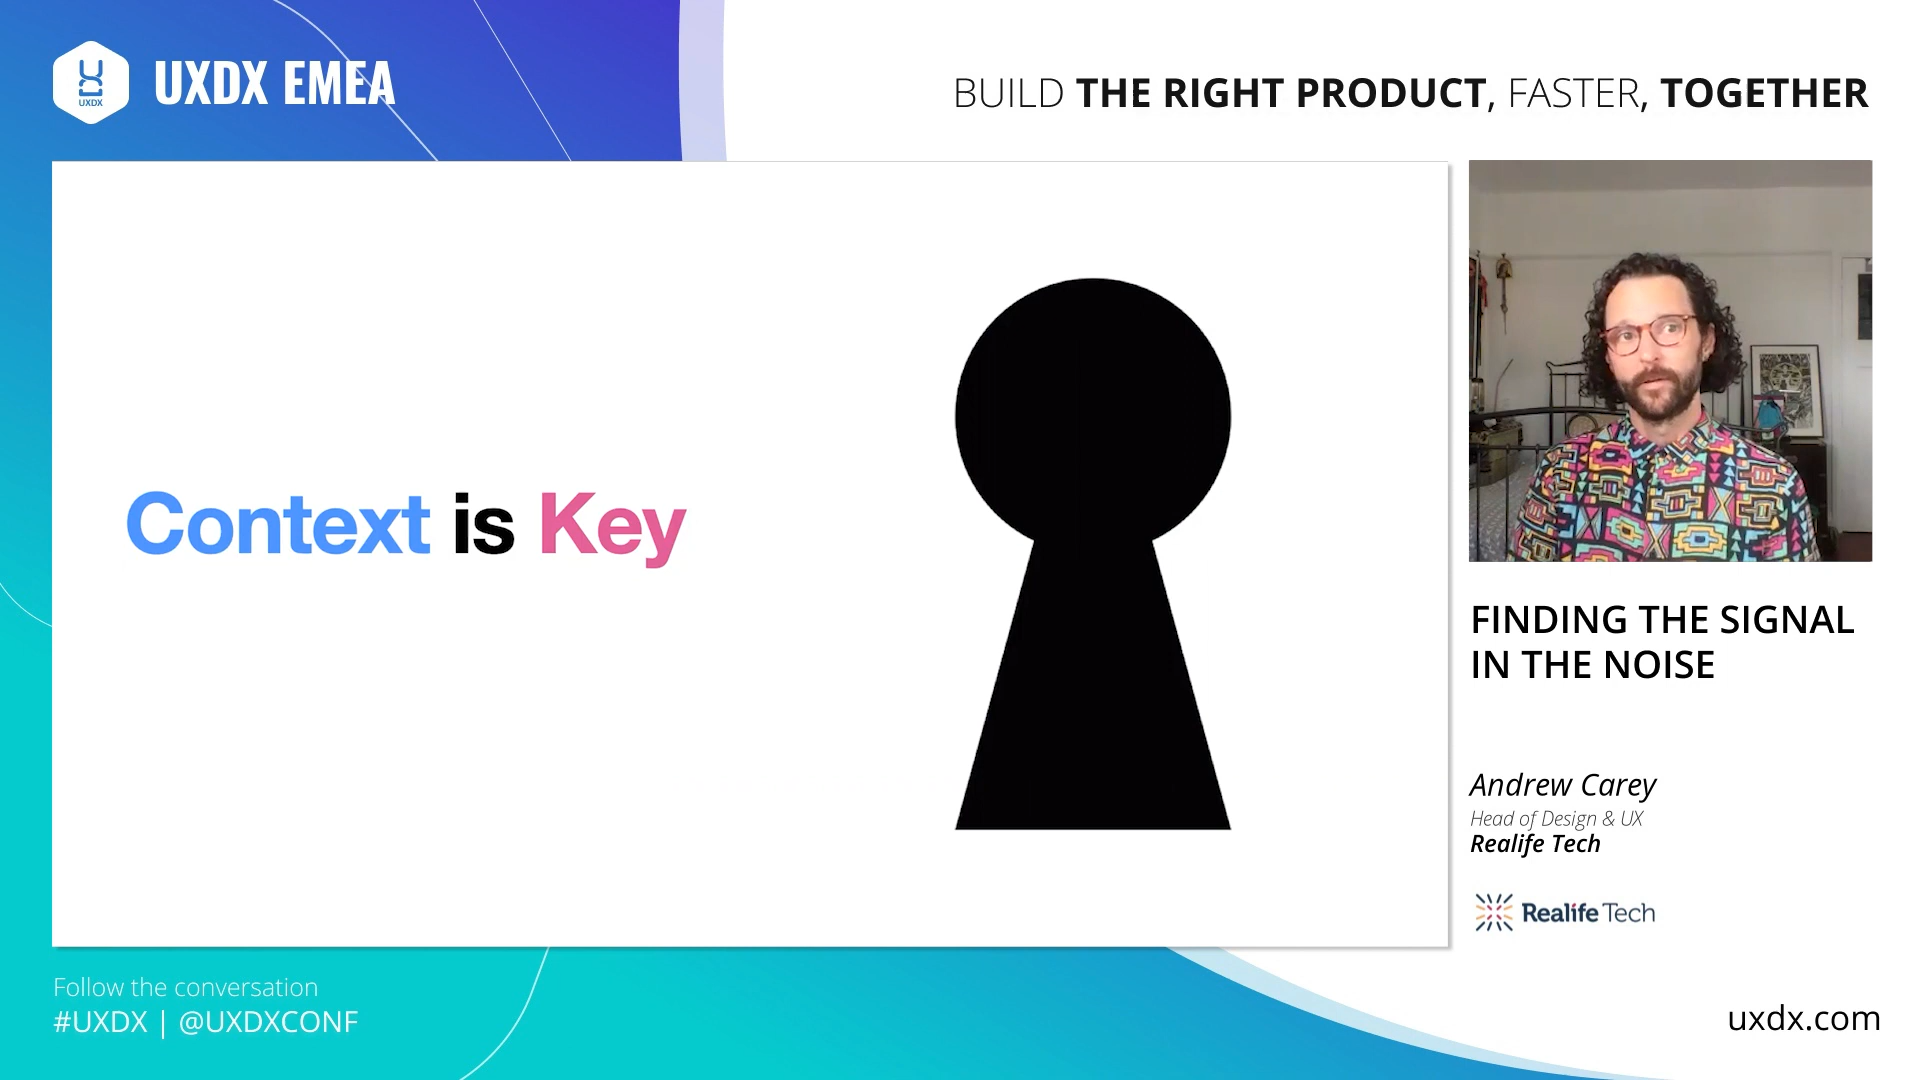 UXDX
UXDX EMEA
BUILD THE RIGHT PRODUCT, FASTER, TOGETHER
Context is Key
FINDING THE SIGNAL
IN THE NOISE
Andrew Carey
Head of Design & UX
Realife Tech
Realife Tech
Follow the conversation
#UXDX | @UXDXCONF
uxdx.com